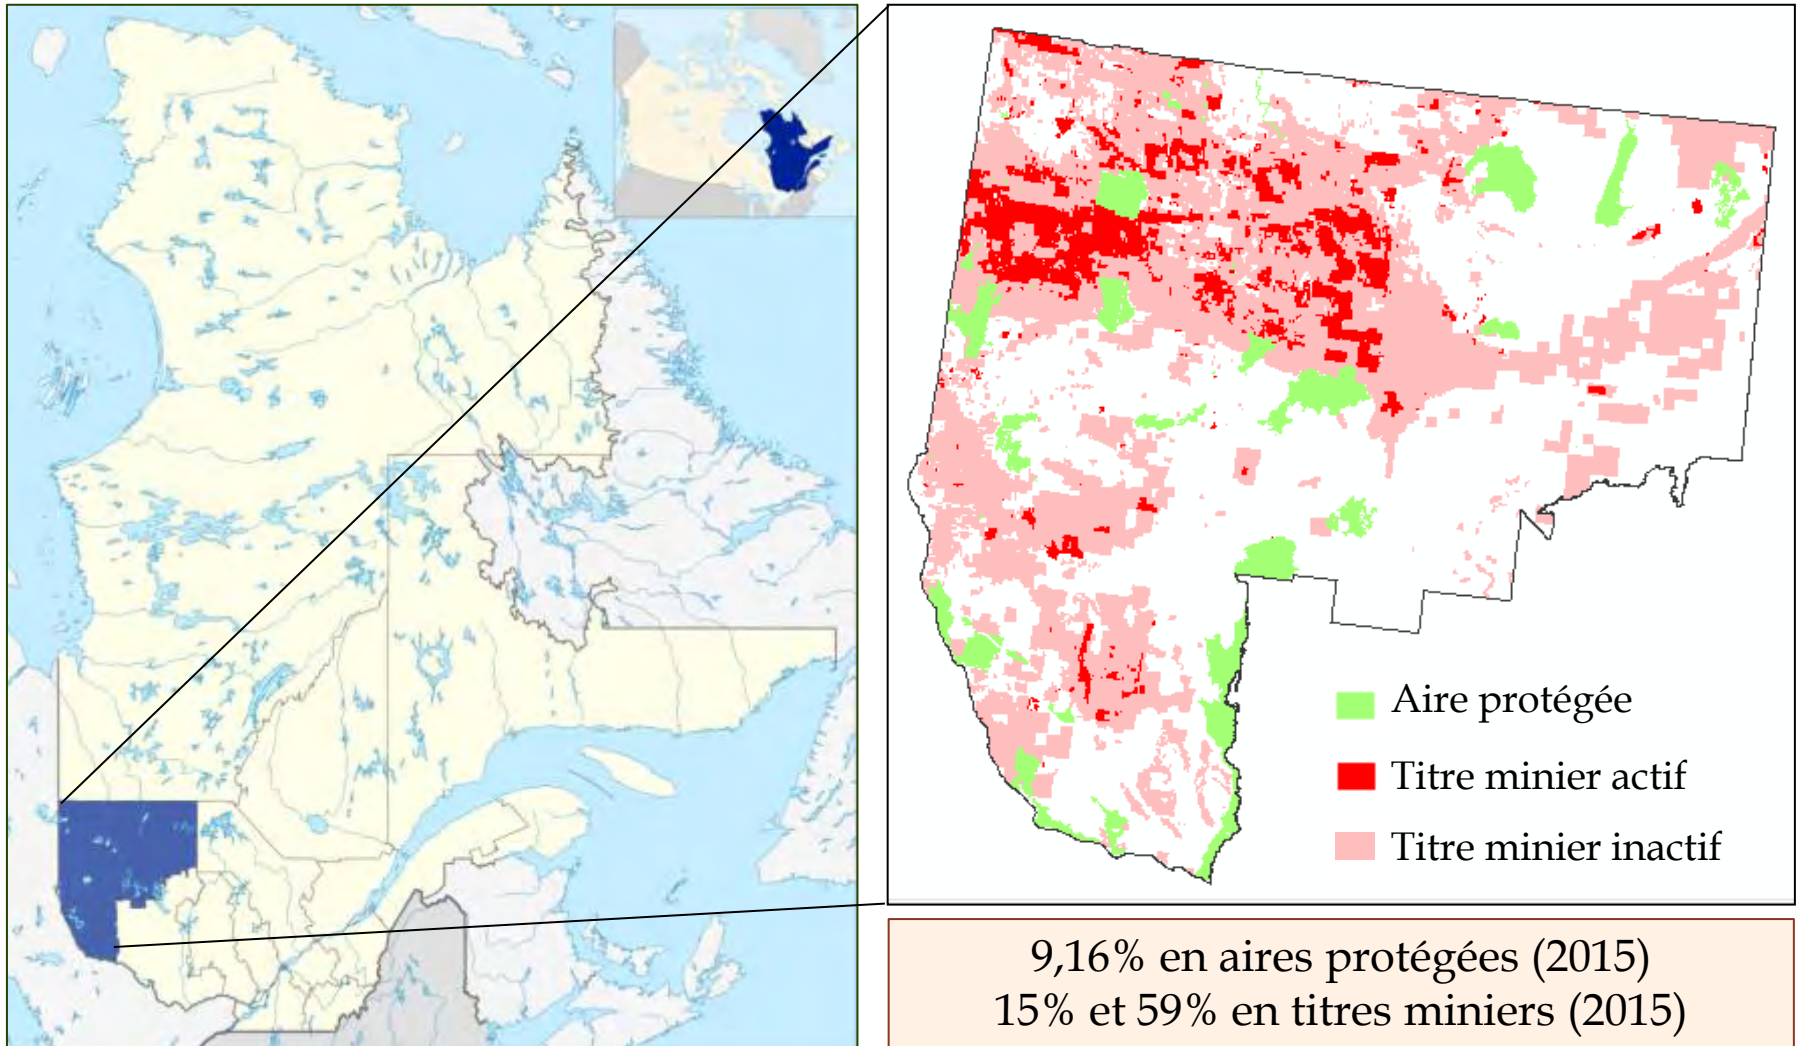 Aire protégée
Titre minier actif
Titre minier inactif
9,16% en aires protégées (2015)
15% et 59% en titres miniers (2015)